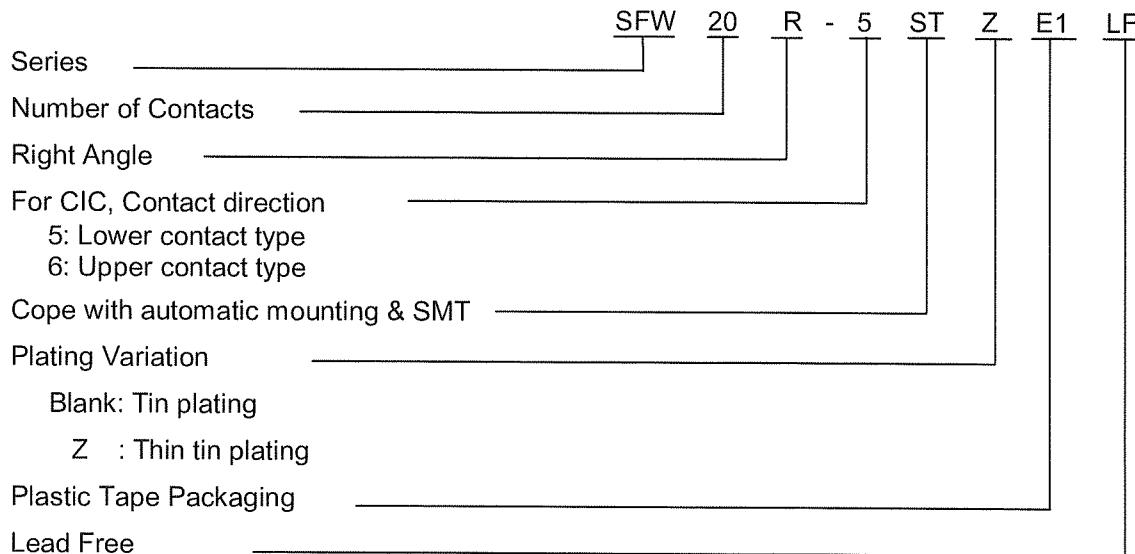 SFW 20 R - 5 ST Z E1 LF
Series
Number of Contacts
Right Angle
For CIC, Contact direction
5: Lower contact type
6: Upper contact type
Cope with automatic mounting & SMT
Plating Variation
Blank: Tin plating
Z : Thin tin plating
Plastic Tape Packaging
Lead Free